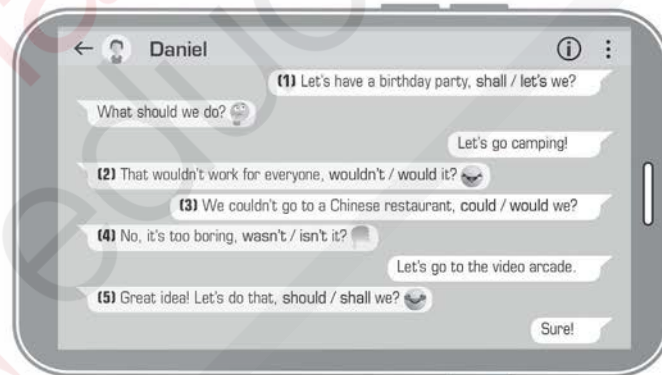 Daniel
(1) Let's have a birthday party, shall / let's we?
What should we do?
Let's go camping!
(2) That wouldn't work for everyone, wouldn't / would it?
(3) We couldn't go to a Chinese restaurant, could / would we?
(4) No, it's too boring, wasn't / isn't it?
Let's go to the video arcade.
(5) Great idea! Let's do that, should / shall we?
Sure!